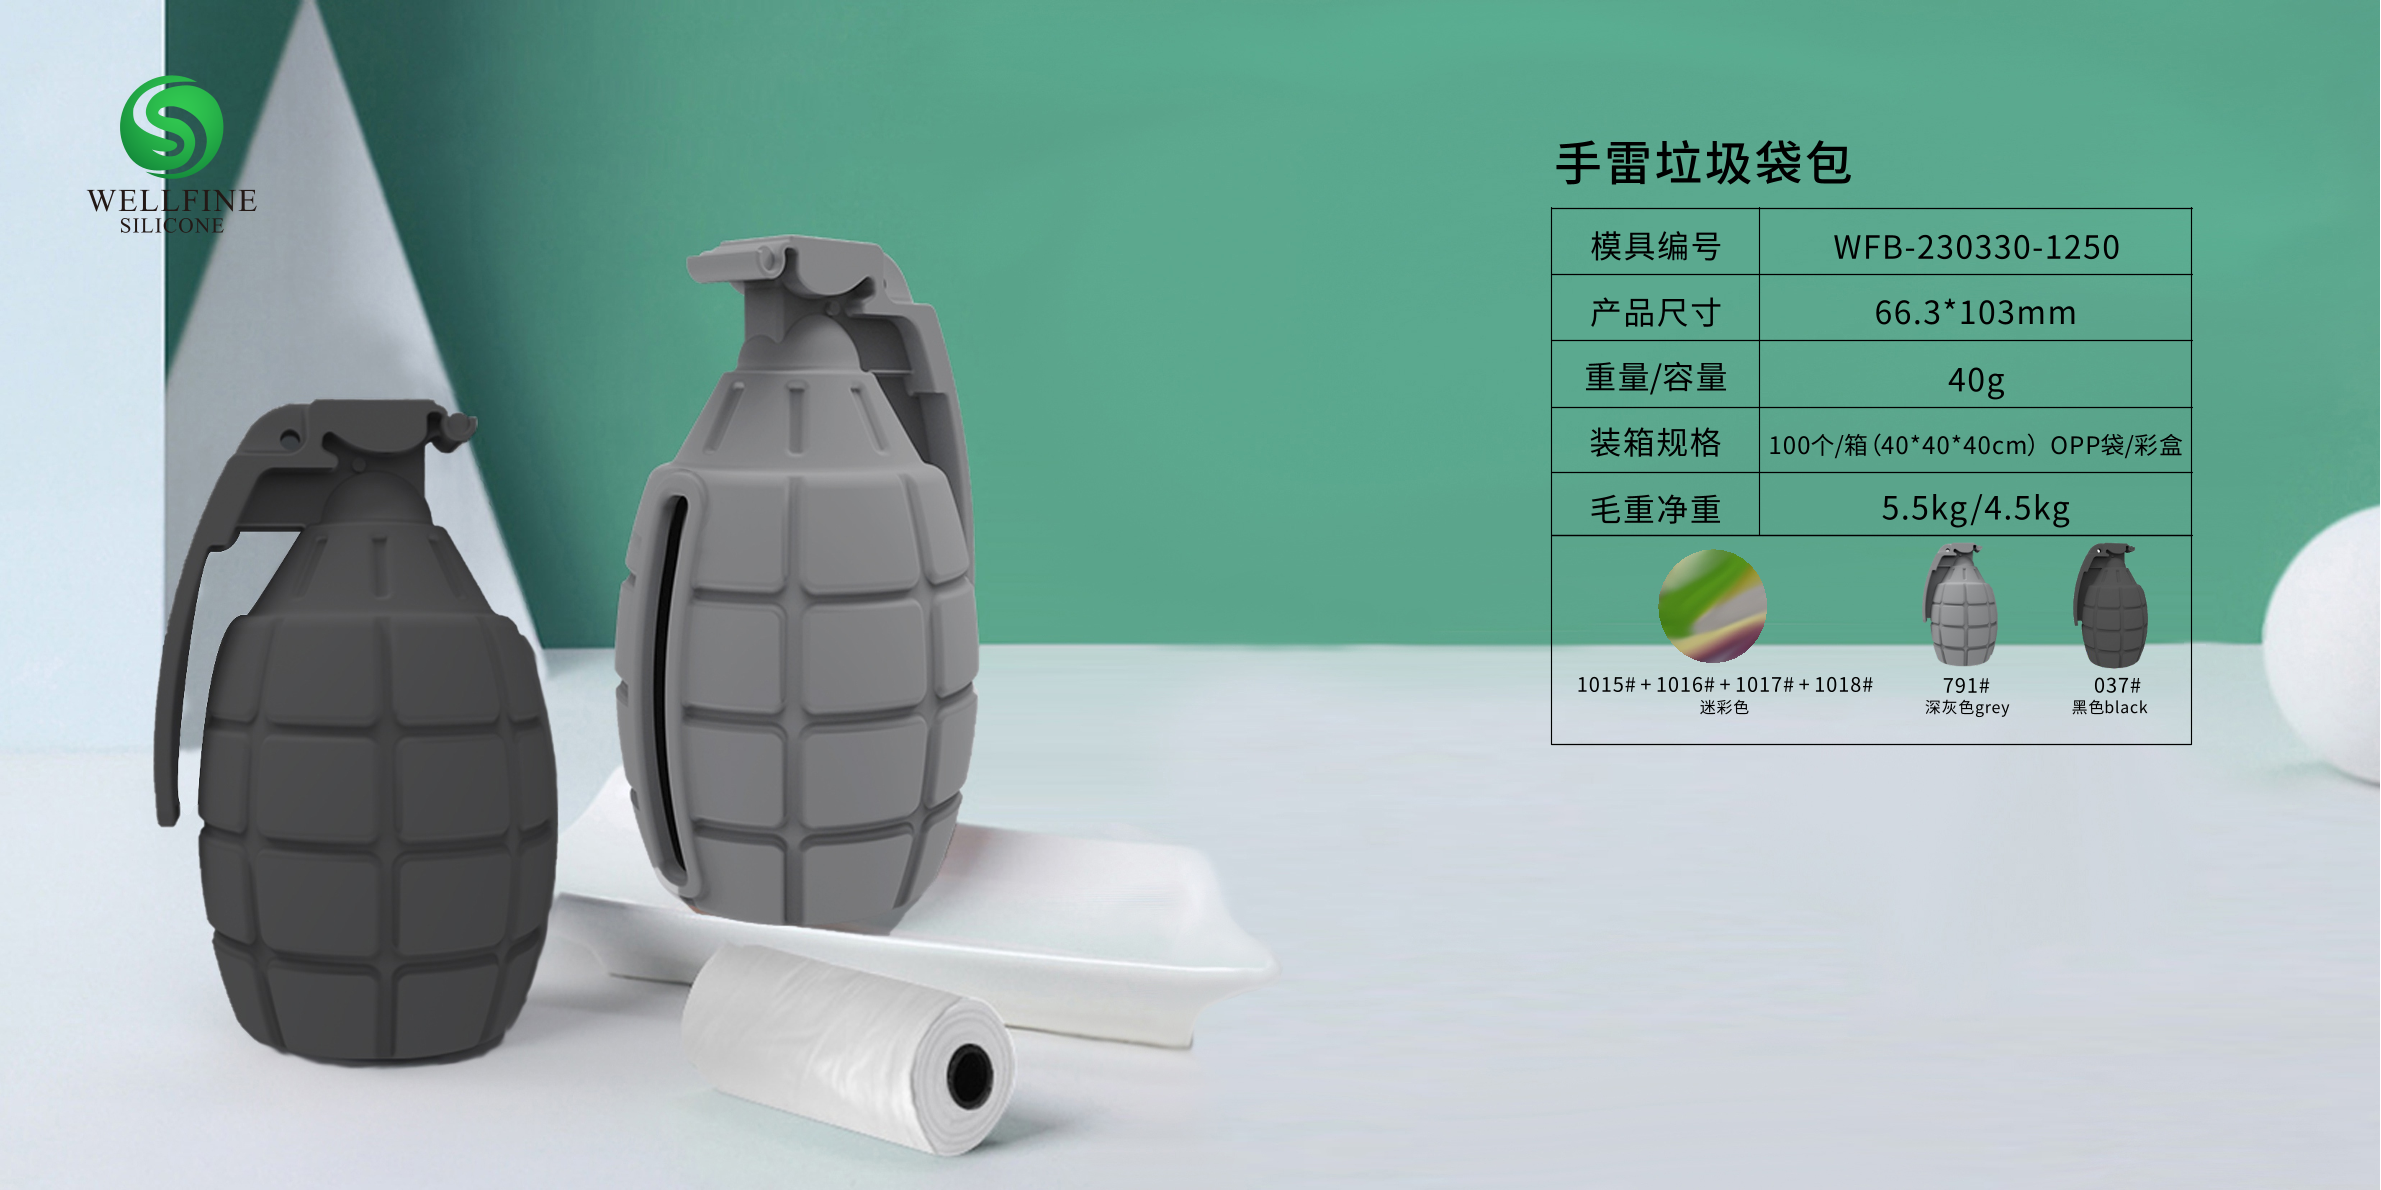 WELLFINE
SILICONE
手雷垃圾袋包
模具编号 WFB-230330-1250
产品尺寸 66.3*103mm
重量/容量 40g
装箱规格 100个/箱（40*40*40cm）OPP袋/彩盒
毛重净重 5.5kg/4.5kg
1015#+1016#+1017#+1018# 791# 037#
迷彩色 深灰色grey 黑色black